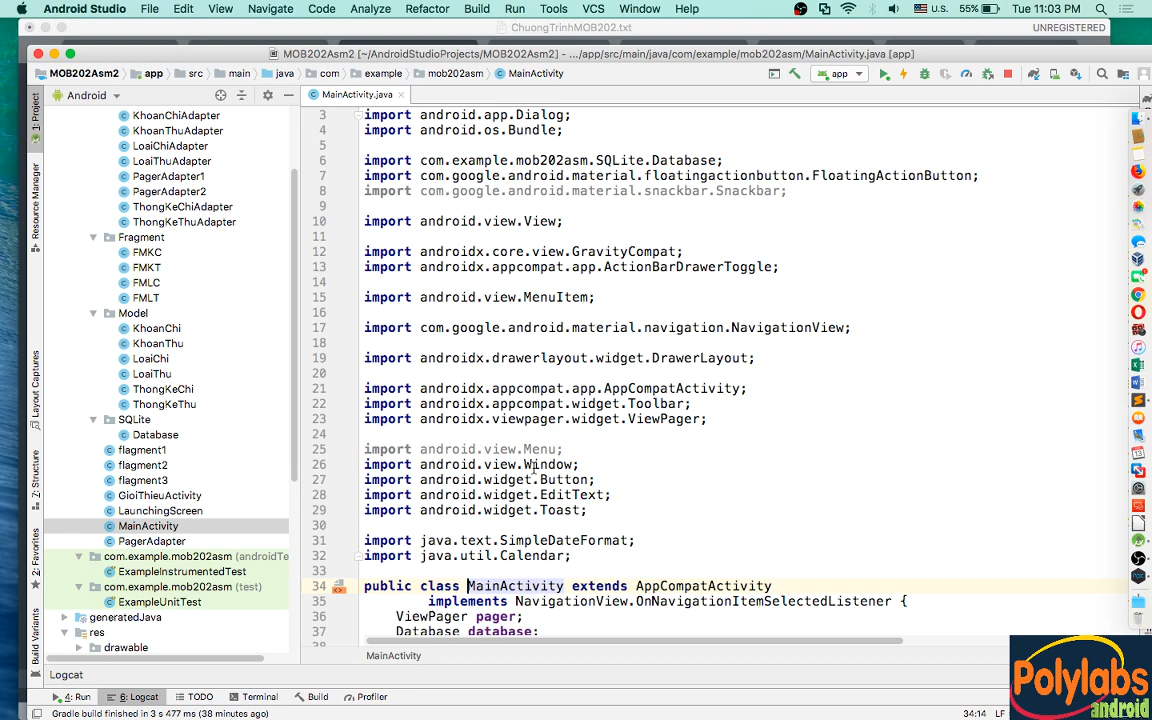 Android Studio File Edit View Navigate Code Analyze Refactor Build Run Tools VCS Window Help U.S. 55% Tue 11:03 PM
ChuongTrinhMOB202.txt UNREGISTERED
MOB202Asm2 [~/AndroidStudioProjects/MOB202Asm2] - .../app/src/main/java/com/example/mob202asm/MainActivity.java [app]
MOB202Asm2 app src main java com example mob202asm MainActivity app
Android
MainActivity.java
1: Project
Resource Manager
Layout Captures
Z: Structure
2: Favorites
Build Variants
KhoanChiAdapter
KhoanThuAdapter
LoaiChiAdapter
LoaiThuAdapter
PagerAdapter1
PagerAdapter2
ThongKeChiAdapter
ThongKeThuAdapter
Fragment
FMKC
FMKT
FMLC
FMLT
Model
KhoanChi
KhoanThu
LoaiChi
LoaiThu
ThongKeChi
ThongKeThu
SQLite
Database
flagment1
flagment2
flagment3
GioiThieuActivity
LaunchingScreen
MainActivity
PagerAdapter
com.example.mob202asm (androidTe
ExampleInstrumentedTest
com.example.mob202asm (test)
ExampleUnitTest
generatedJava
res
drawable
3 import android.app.Dialog;
4 import android.os.Bundle;
5
6 import com.example.mob202asm.SQLite.Database;
7 import com.google.android.material.floatingactionbutton.FloatingActionButton;
8 import com.google.android.material.snackbar.Snackbar;
9
10 import android.view.View;
11
12 import androidx.core.view.GravityCompat;
13 import androidx.appcompat.app.ActionBarDrawerToggle;
14
15 import android.view.MenuItem;
16
17 import com.google.android.material.navigation.NavigationView;
18
19 import androidx.drawerlayout.widget.DrawerLayout;
20
21 import androidx.appcompat.app.AppCompatActivity;
22 import androidx.appcompat.widget.Toolbar;
23 import androidx.viewpager.widget.ViewPager;
24
25 import android.view.Menu;
26 import android.view.Window;
27 import android.widget.Button;
28 import android.widget.EditText;
29 import android.widget.Toast;
30
31 import java.text.SimpleDateFormat;
32 import java.util.Calendar;
33
34 public class MainActivity extends AppCompatActivity
35 implements NavigationView.OnNavigationItemSelectedListener {
36 ViewPager pager;
37 Database database;
38
MainActivity
Logcat
4: Run 6: Logcat TODO Terminal Build Profiler
Gradle build finished in 3 s 477 ms (38 minutes ago) 34:14 LF
Polylabs
android